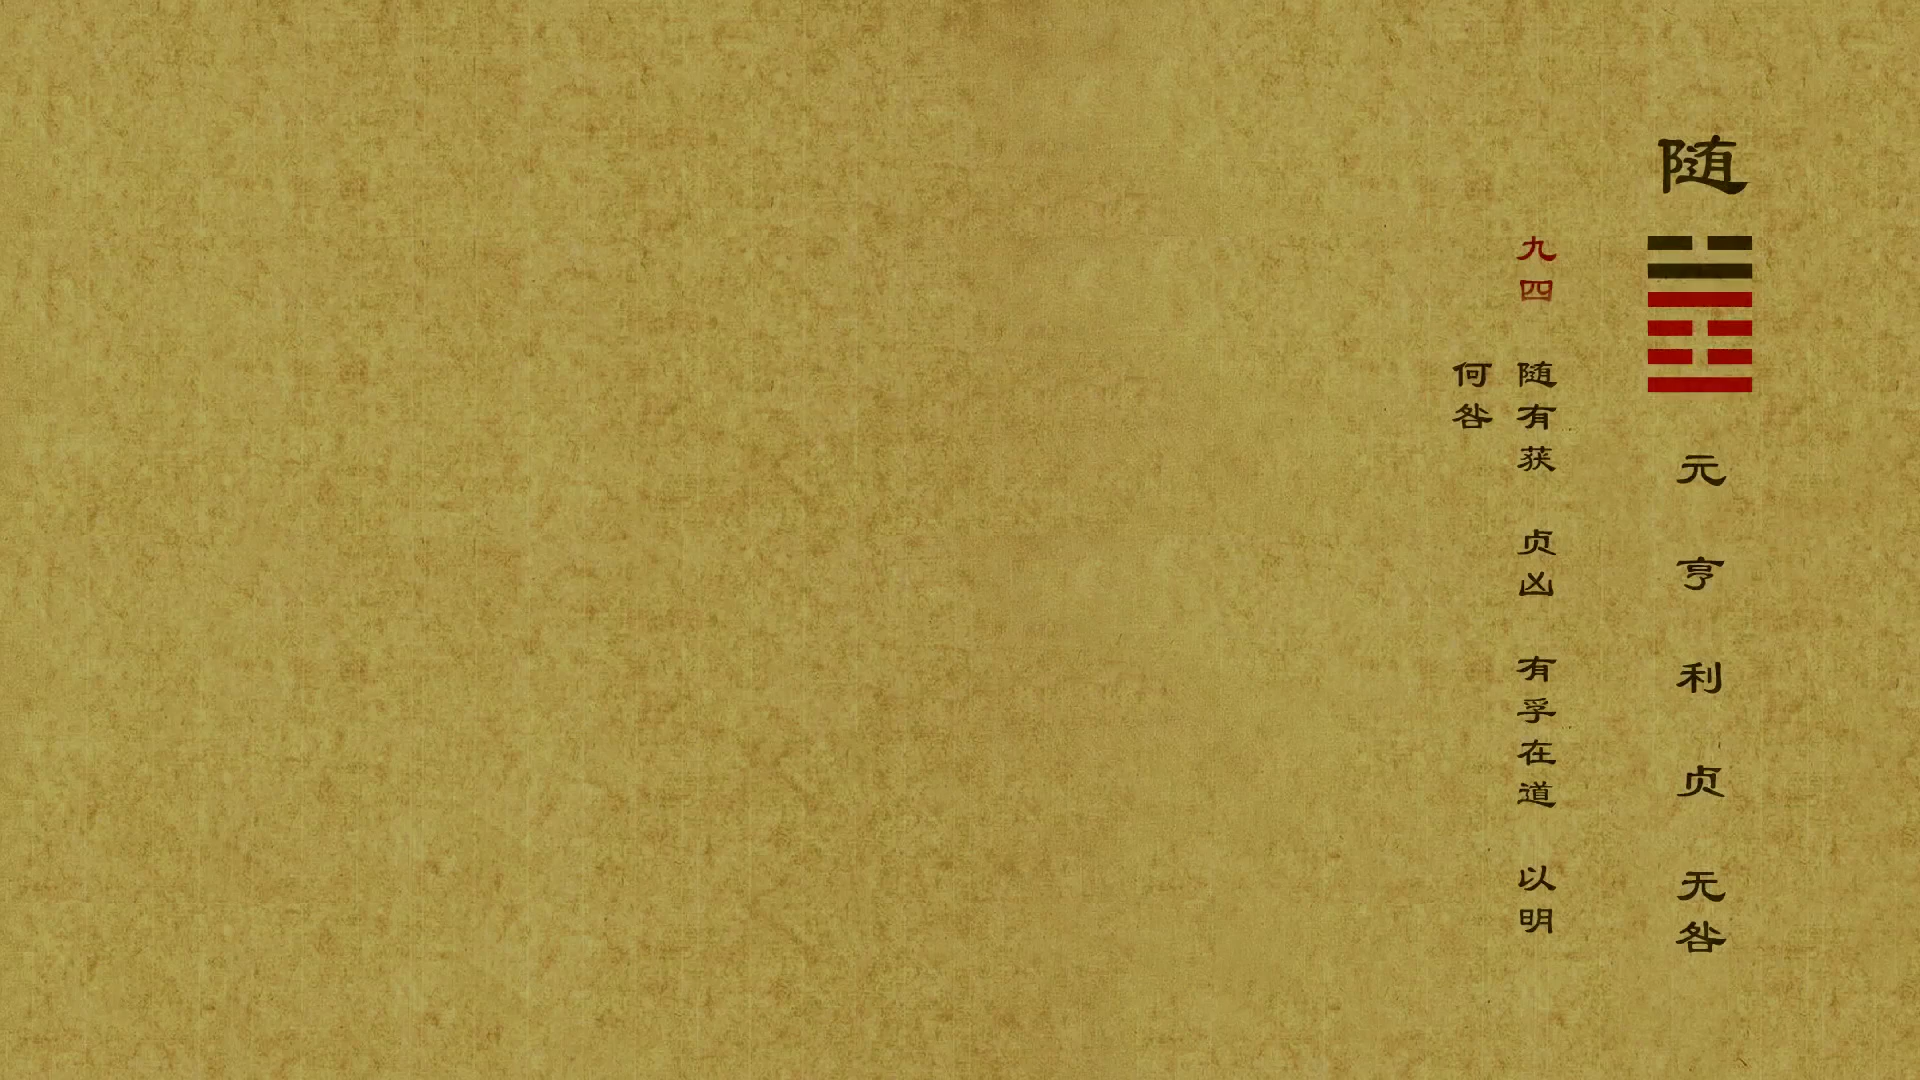 随
元 亨 利 贞 无咎
九四 随有获 贞凶 有孚在道 以明
何咎